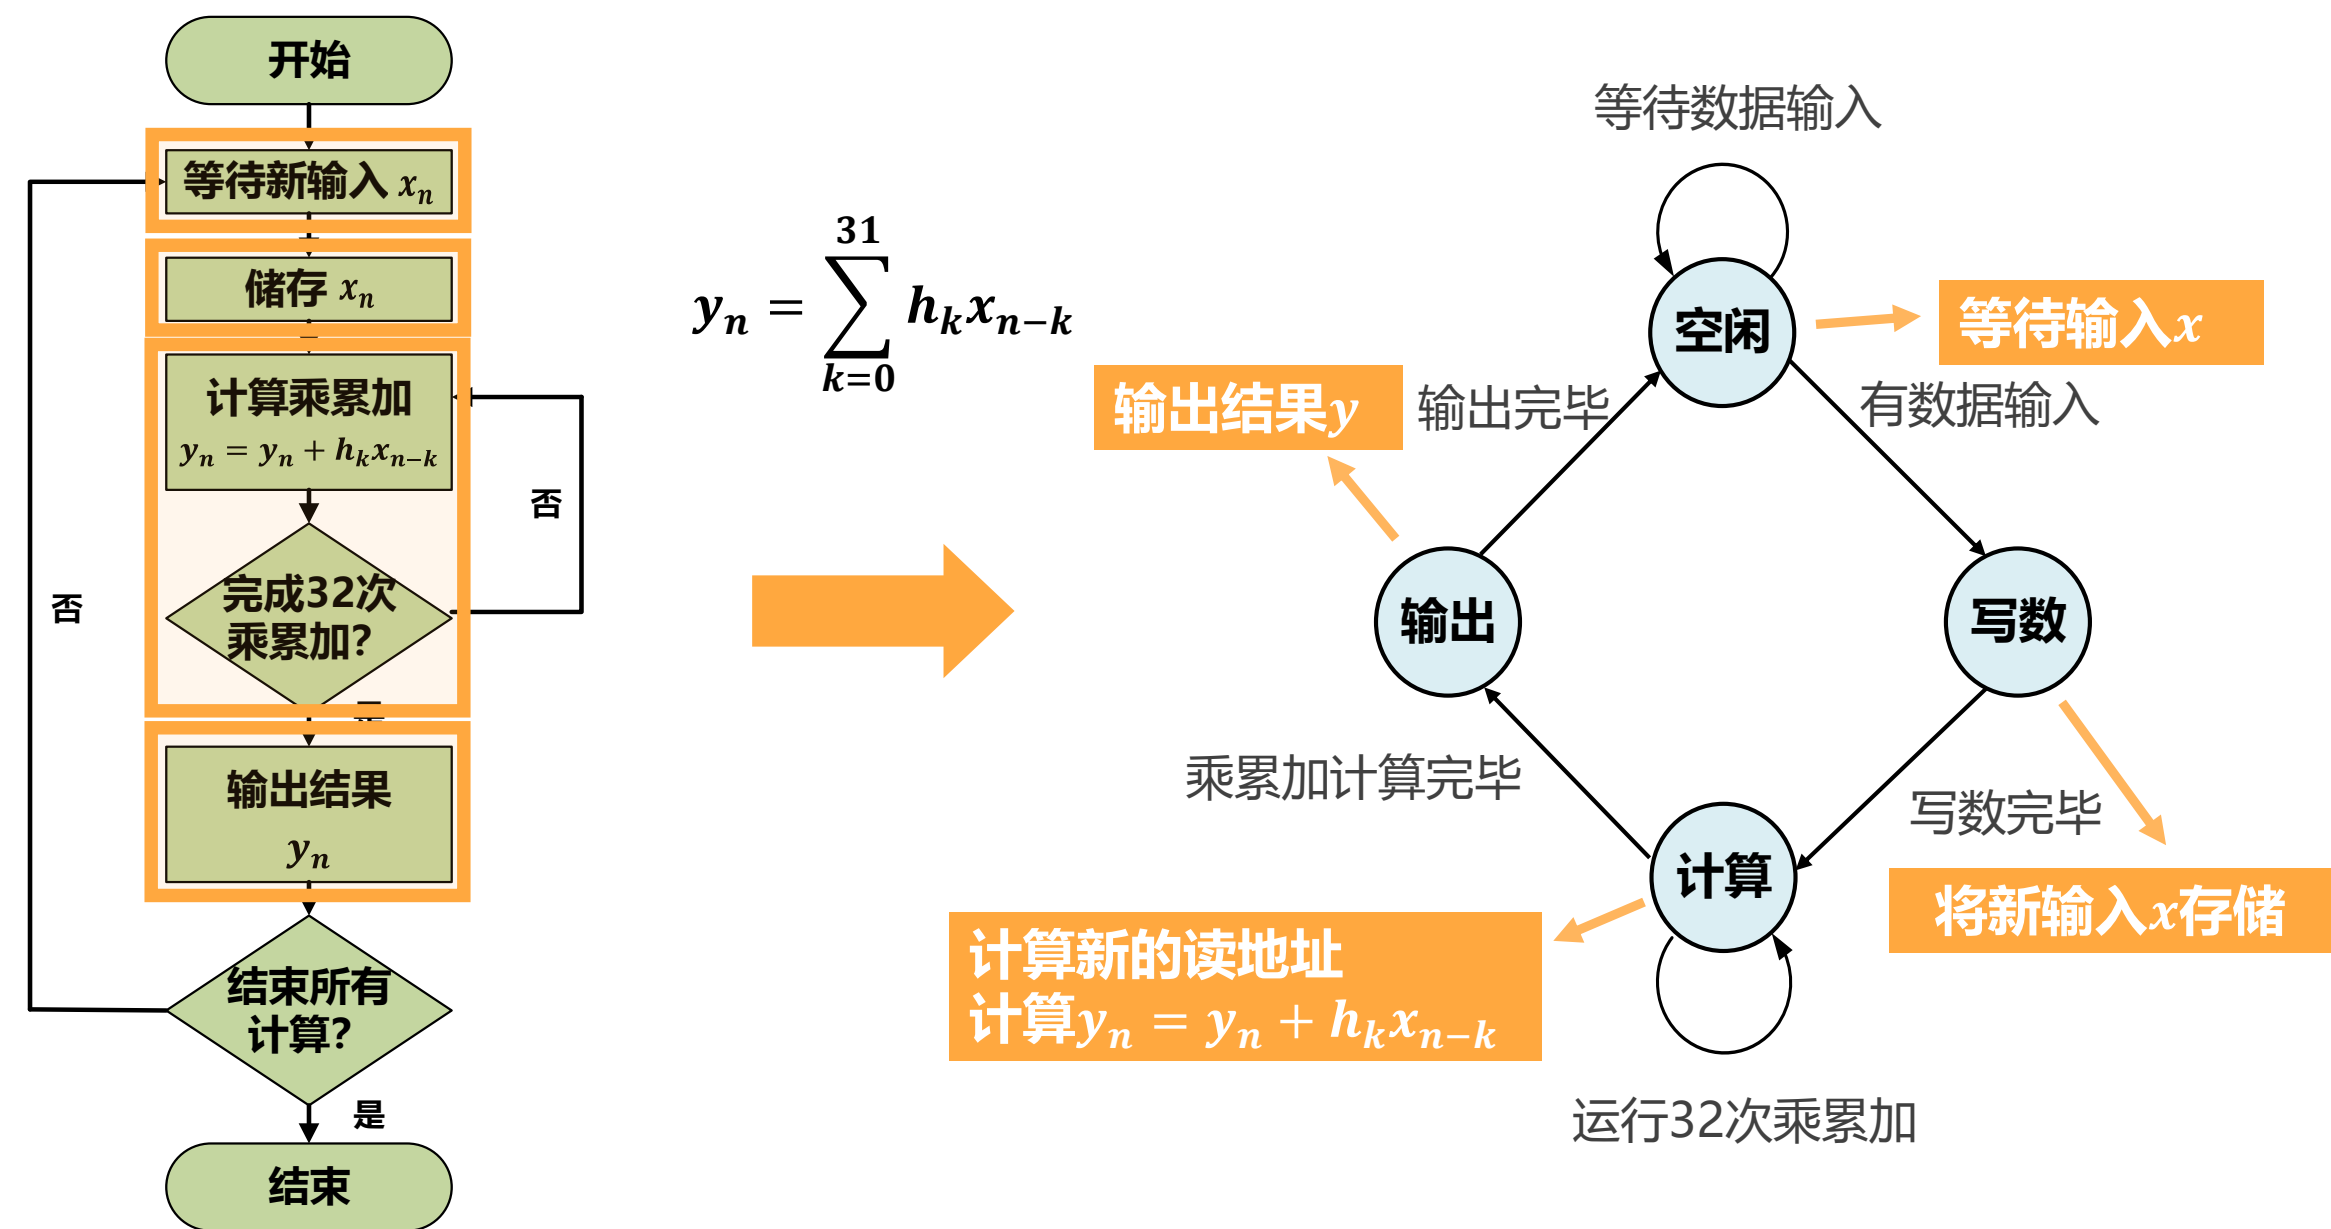 开始
等待新输入 xₙ
储存 xₙ
计算乘累加
yₙ = yₙ + hₖxₙ₋ₖ
否
完成32次
乘累加？
否
输出结果
yₙ
结束所有
计算？
是
结束
31
yₙ = ∑ hₖxₙ₋ₖ
k=0
等待数据输入
空闲
等待输入x
输出结果y
输出完毕
有数据输入
输出
写数
乘累加计算完毕
写数完毕
计算
将新输入x存储
计算新的读地址
计算yₙ = yₙ + hₖxₙ₋ₖ
运行32次乘累加